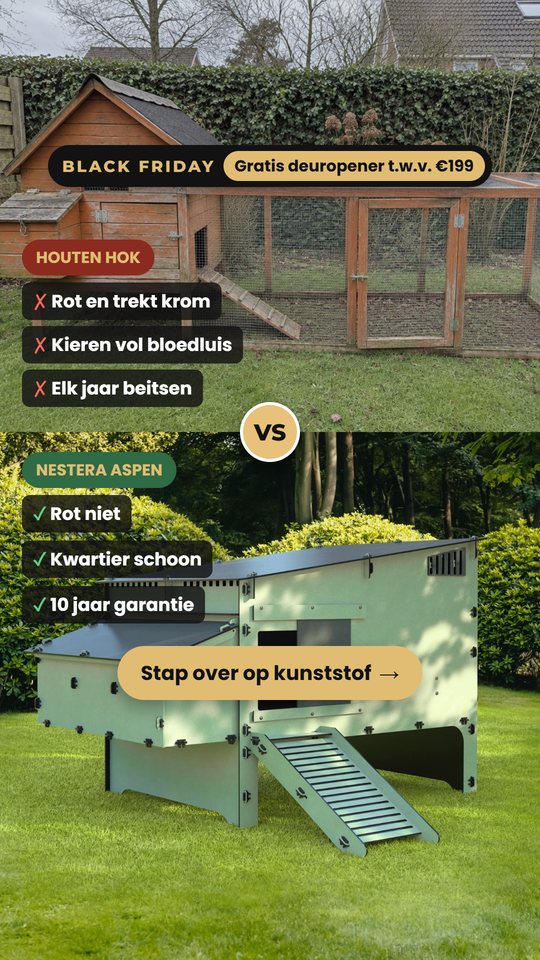 BLACK FRIDAY Gratis deuropener t.w.v. €199
HOUTEN HOK
✗ Rot en trekt krom
✗ Kieren vol bloedluis
✗ Elk jaar beitsen
VS
NESTERA ASPEN
✓ Rot niet
✓ Kwartier schoon
✓ 10 jaar garantie
Stap over op kunststof →